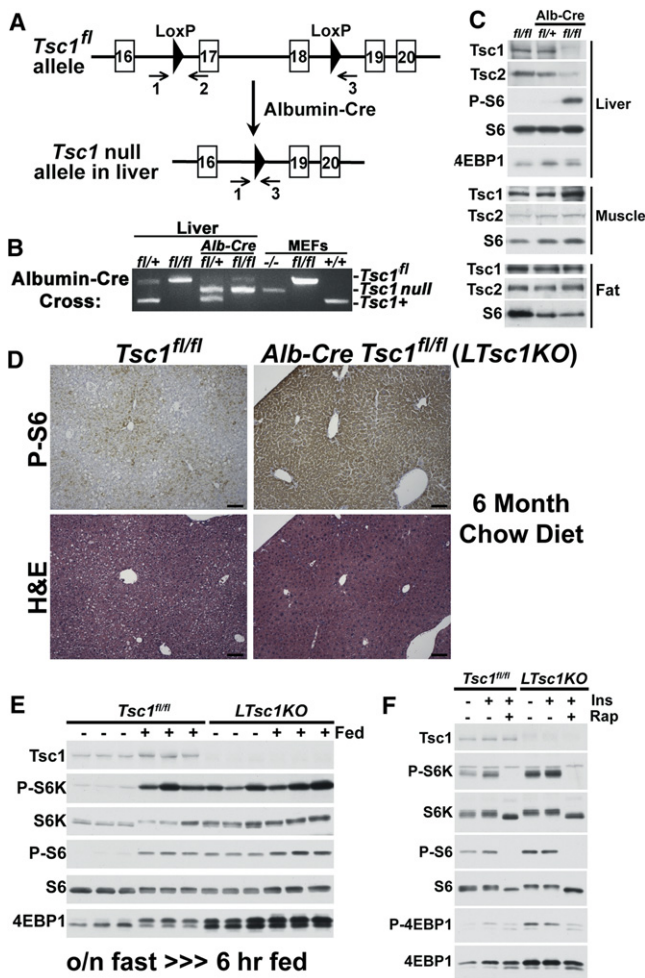 A
Tsc1fl allele
LoxP
LoxP
16
17
18
19
20
1
2
3
Albumin-Cre
Tsc1 null allele in liver
16
19
20
1
3
B
Liver
Alb-Cre
MEFs
fl/+ fl/fl fl/+ fl/fl -/- fl/fl +/+
Albumin-Cre Cross:
-Tsc1fl
-Tsc1 null
-Tsc1+
C
Alb-Cre
fl/fl fl/+ fl/fl
Tsc1
Tsc2
P-S6
S6
4EBP1
Liver
Tsc1
Tsc2
S6
Muscle
Tsc1
Tsc2
S6
Fat
D
Tsc1fl/fl
Alb-Cre Tsc1fl/fl (LTsc1KO)
P-S6
H&E
6 Month
Chow Diet
E
Tsc1fl/fl LTsc1KO
- - - + + + - - - + + + Fed
Tsc1
P-S6K
S6K
P-S6
S6
4EBP1
o/n fast >>> 6 hr fed
F
Tsc1fl/fl LTsc1KO
- + + - + + Ins
- - + - - + Rap
Tsc1
P-S6K
S6K
P-S6
S6
P-4EBP1
4EBP1